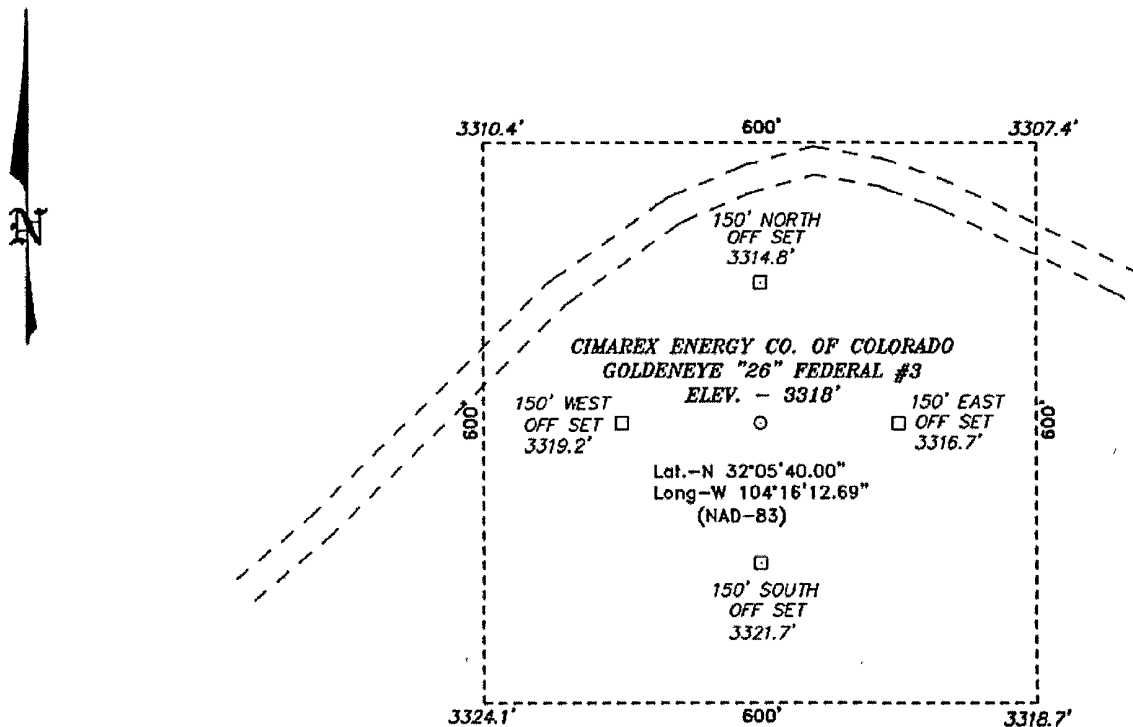 N
3310.4'
600'
3307.4'
150' NORTH
OFF SET
3314.8'
CIMAREX ENERGY CO. OF COLORADO
GOLDENEYE "26" FEDERAL #3
ELEV. - 3318'
600'
150' WEST
OFF SET
3319.2'
150' EAST
OFF SET
3316.7'
600'
Lat.-N 32°05'40.00"
Long-W 104°16'12.69"
(NAD-83)
150' SOUTH
OFF SET
3321.7'
3324.1'
600'
3318.7'